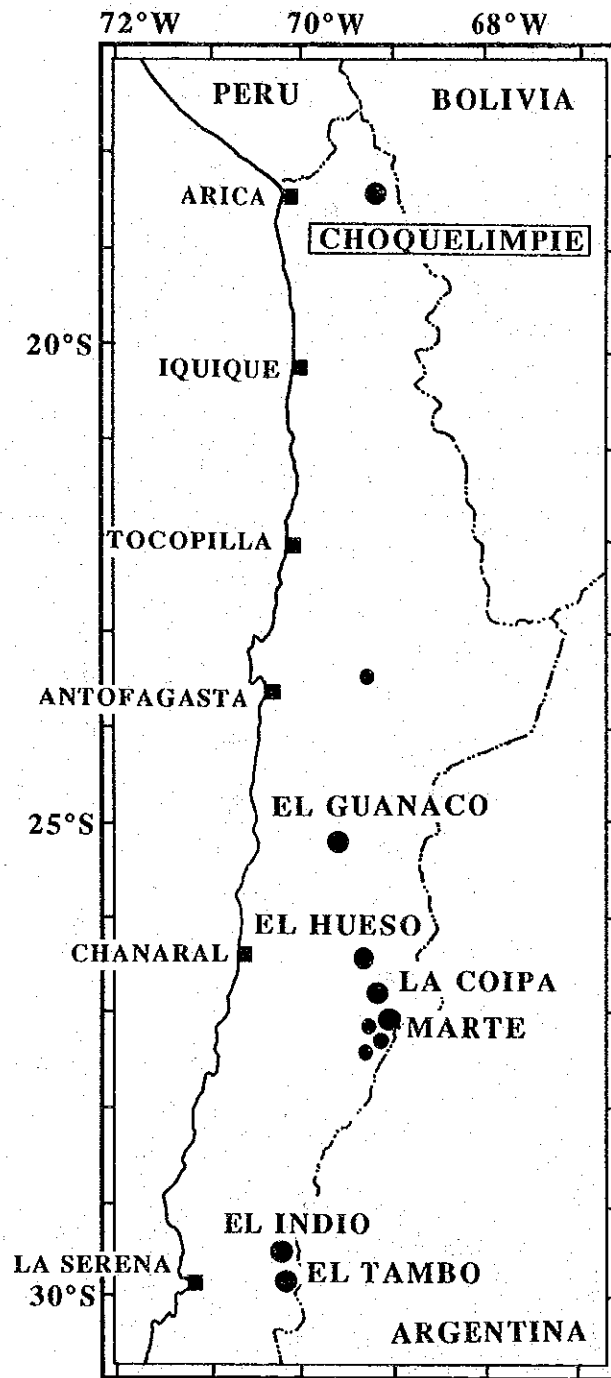 72°W 70°W 68°W
PERU BOLIVIA
ARICA
CHOQUELIMPIE
20°S
IQUIQUE
TOCOPILLA
ANTOFAGASTA
EL GUANACO
25°S
EL HUESO
CHANARAL
LA COIPA
MARTE
EL INDIO
LA SERENA
EL TAMBO
30°S
ARGENTINA